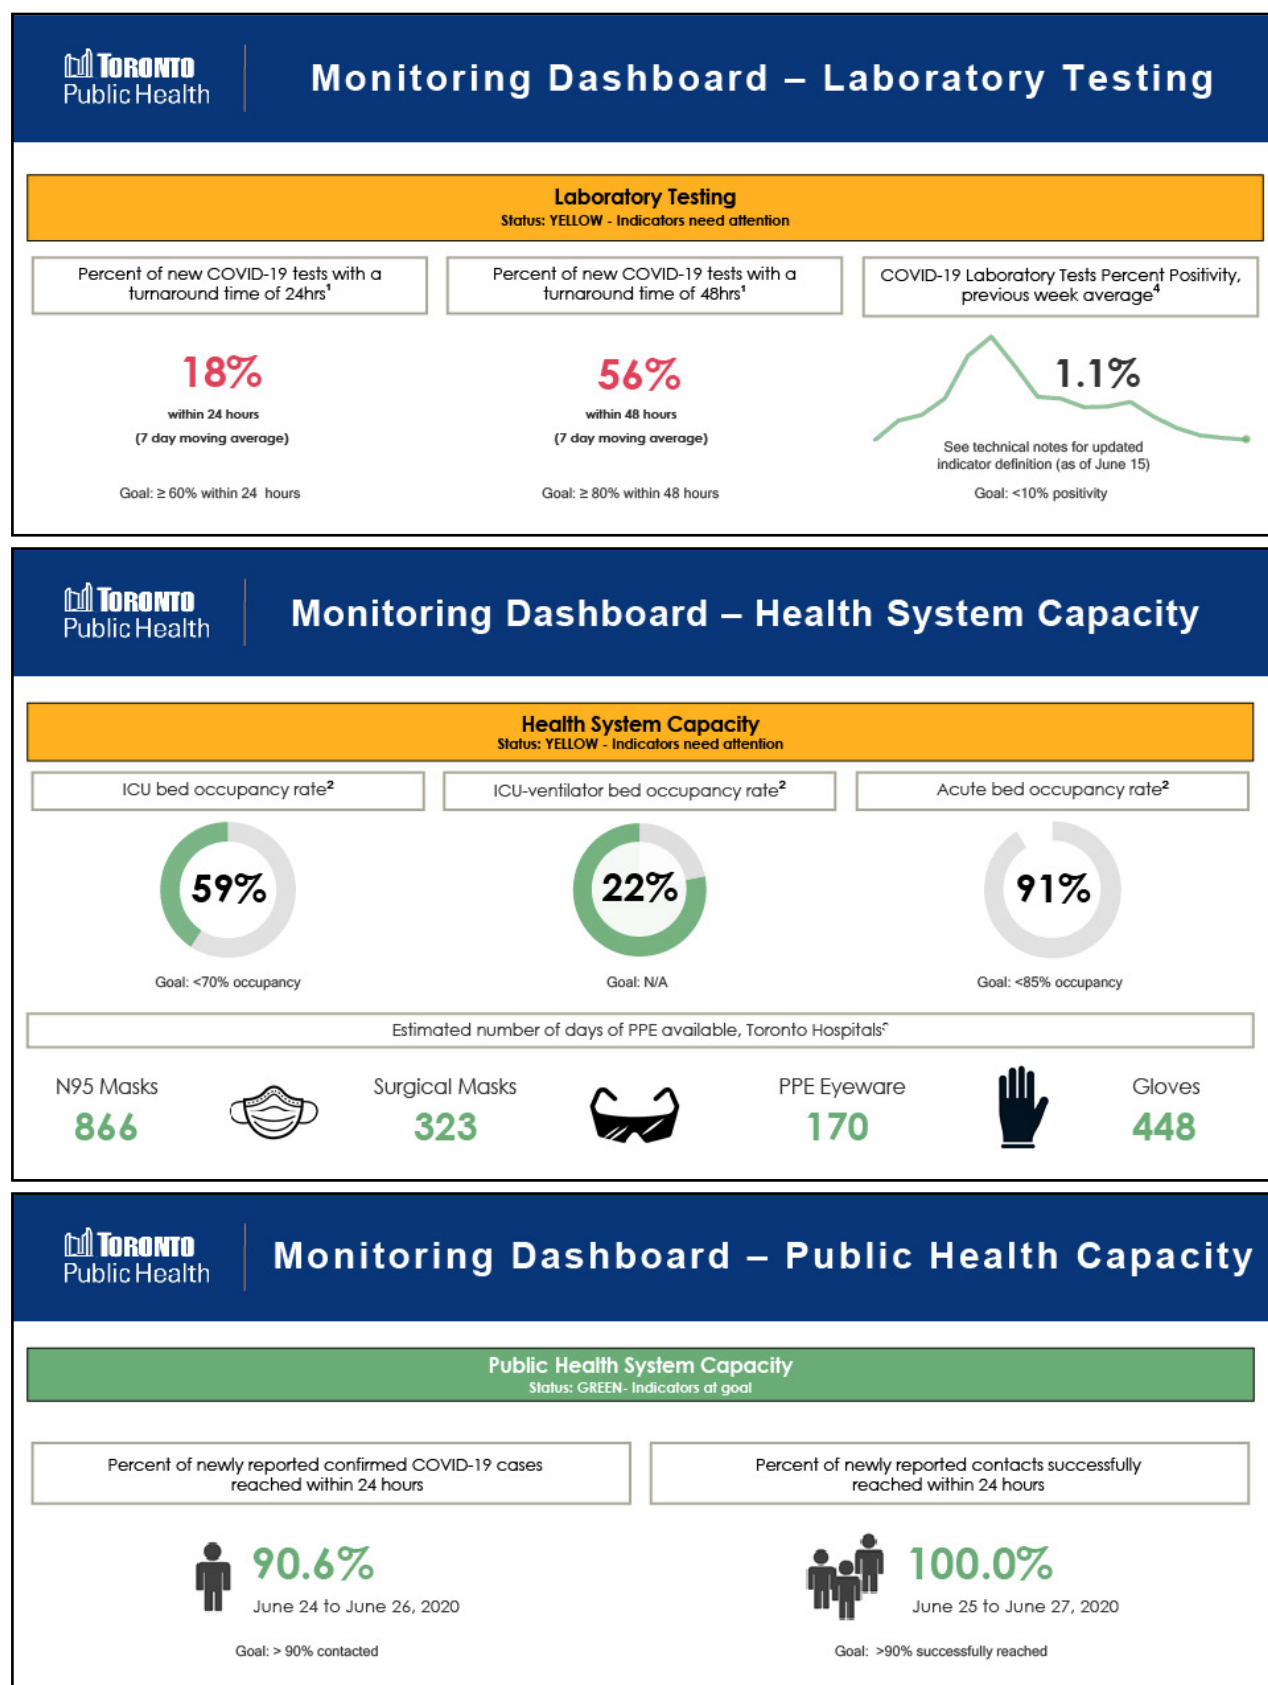 TORONTO
Public Health
Monitoring Dashboard – Laboratory Testing
Laboratory Testing
Status: YELLOW - Indicators need attention
Percent of new COVID-19 tests with a
turnaround time of 24hrs¹
18%
within 24 hours
(7 day moving average)
Goal: ≥ 60% within 24 hours
Percent of new COVID-19 tests with a
turnaround time of 48hrs¹
56%
within 48 hours
(7 day moving average)
Goal: ≥ 80% within 48 hours
COVID-19 Laboratory Tests Percent Positivity,
previous week average⁴
1.1%
See technical notes for updated
indicator definition (as of June 15)
Goal: <10% positivity
TORONTO
Public Health
Monitoring Dashboard – Health System Capacity
Health System Capacity
Status: YELLOW - Indicators need attention
ICU bed occupancy rate²
59%
Goal: <70% occupancy
ICU-ventilator bed occupancy rate²
22%
Goal: N/A
Acute bed occupancy rate²
91%
Goal: <85% occupancy
Estimated number of days of PPE available, Toronto Hospitals
N95 Masks
866
Surgical Masks
323
PPE Eyeware
170
Gloves
448
TORONTO
Public Health
Monitoring Dashboard – Public Health Capacity
Public Health System Capacity
Status: GREEN- Indicators at goal
Percent of newly reported confirmed COVID-19 cases
reached within 24 hours
90.6%
June 24 to June 26, 2020
Goal: > 90% contacted
Percent of newly reported contacts successfully
reached within 24 hours
100.0%
June 25 to June 27, 2020
Goal: >90% successfully reached